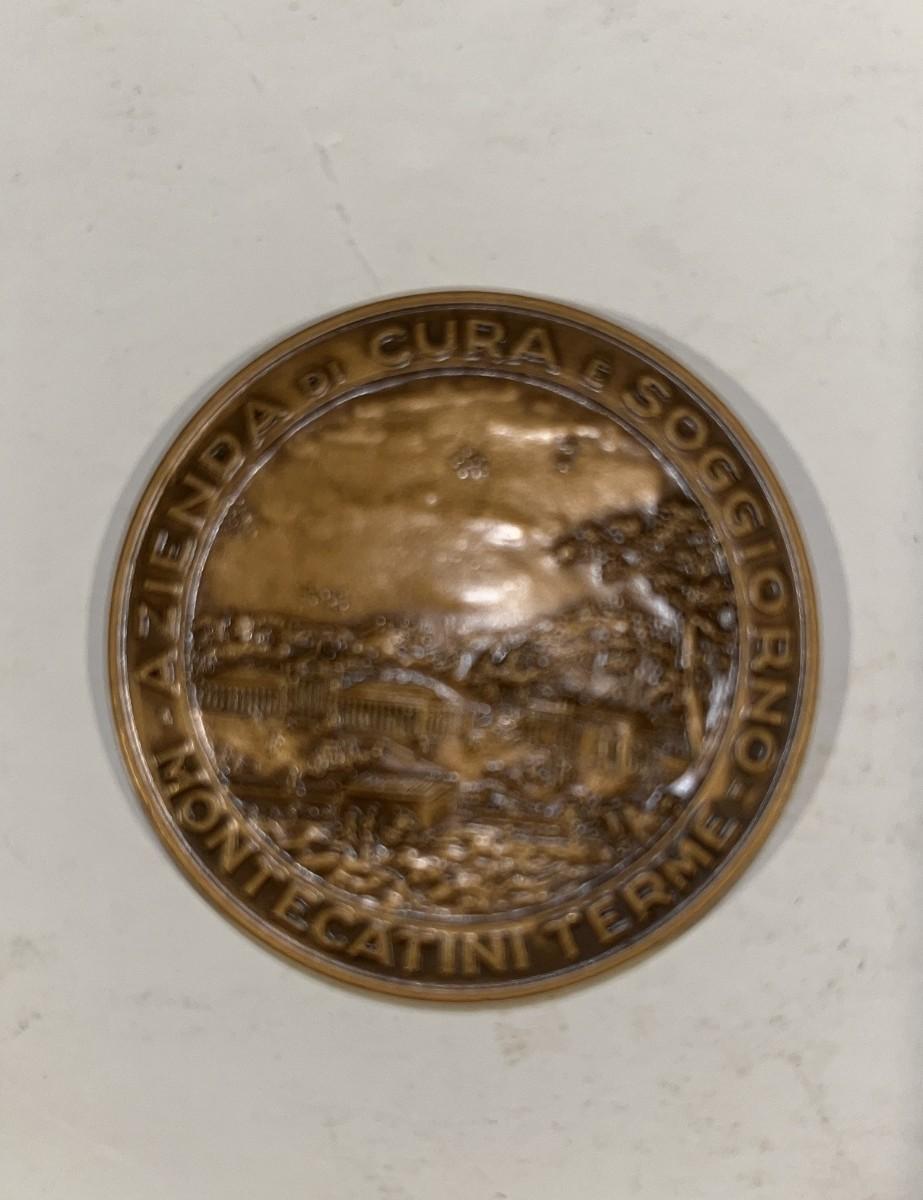 AZIENDA DI CURA E SOGGIORNO -
MONTECATINI TERME -